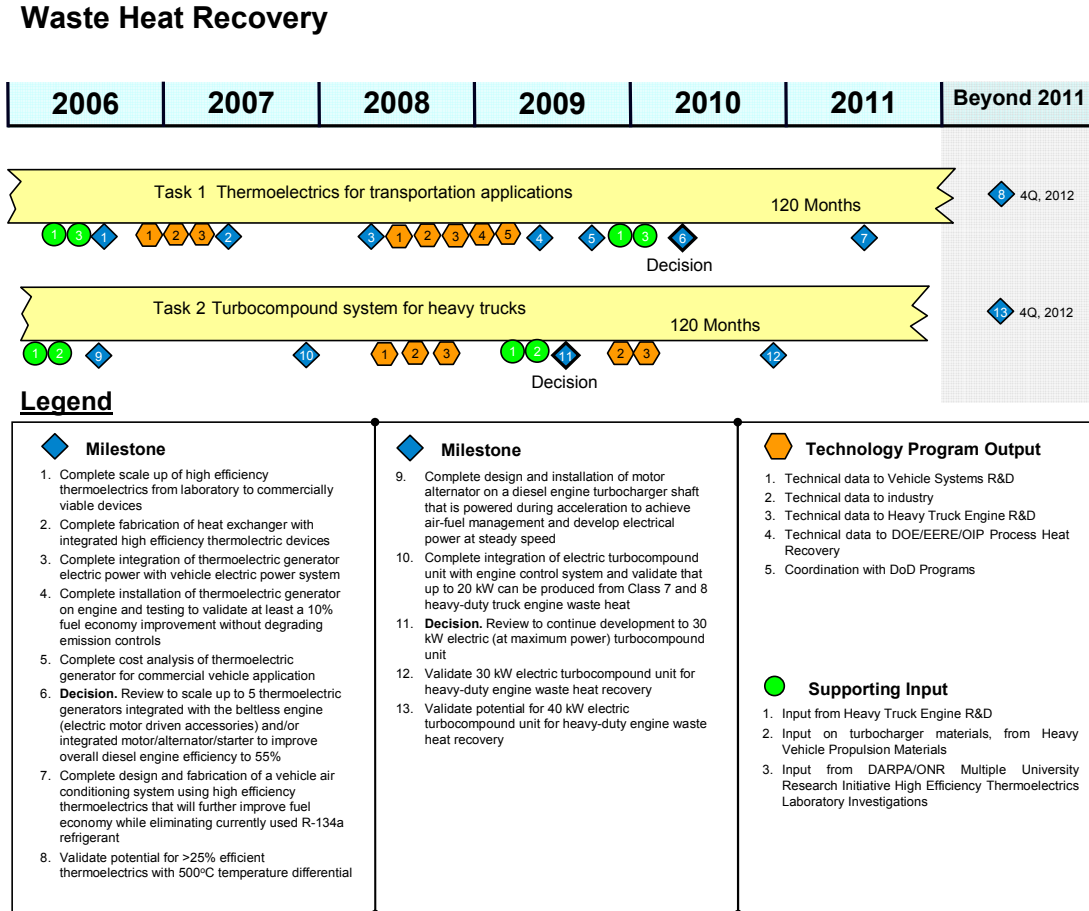 Waste Heat Recovery
2006 2007 2008 2009 2010 2011 Beyond 2011
Task 1 Thermoelectrics for transportation applications
120 Months
8 4Q, 2012
1 3 1 1 2 3 2 3 1 2 3 4 5 4 5 1 3 6 7
Decision
Task 2 Turbocompound system for heavy trucks
120 Months
13 4Q, 2012
1 2 9 10 1 2 3 1 2 11 2 3 12
Decision
Legend
Milestone
1. Complete scale up of high efficiency
thermoelectrics from laboratory to commercially
viable devices
2. Complete fabrication of heat exchanger with
integrated high efficiency thermolectric devices
3. Complete integration of thermoelectric generator
electric power with vehicle electric power system
4. Complete installation of thermoelectric generator
on engine and testing to validate at least a 10%
fuel economy improvement without degrading
emission controls
5. Complete cost analysis of thermoelectric
generator for commercial vehicle application
6. Decision. Review to scale up to 5 thermoelectric
generators integrated with the beltless engine
(electric motor driven accessories) and/or
integrated motor/alternator/starter to improve
overall diesel engine efficiency to 55%
7. Complete design and fabrication of a vehicle air
conditioning system using high efficiency
thermoelectrics that will further improve fuel
economy while eliminating currently used R-134a
refrigerant
8. Validate potential for >25% efficient
thermoelectrics with 500°C temperature differential
Milestone
9. Complete design and installation of motor
alternator on a diesel engine turbocharger shaft
that is powered during acceleration to achieve
air-fuel management and develop electrical
power at steady speed
10. Complete integration of electric turbocompound
unit with engine control system and validate that
up to 20 kW can be produced from Class 7 and 8
heavy-duty truck engine waste heat
11. Decision. Review to continue development to 30
kW electric (at maximum power) turbocompound
unit
12. Validate 30 kW electric turbocompound unit for
heavy-duty engine waste heat recovery
13. Validate potential for 40 kW electric
turbocompound unit for heavy-duty engine waste
heat recovery
Technology Program Output
1. Technical data to Vehicle Systems R&D
2. Technical data to industry
3. Technical data to Heavy Truck Engine R&D
4. Technical data to DOE/EERE/OIP Process Heat
Recovery
5. Coordination with DoD Programs
Supporting Input
1. Input from Heavy Truck Engine R&D
2. Input on turbocharger materials, from Heavy
Vehicle Propulsion Materials
3. Input from DARPA/ONR Multiple University
Research Initiative High Efficiency Thermoelectrics
Laboratory Investigations